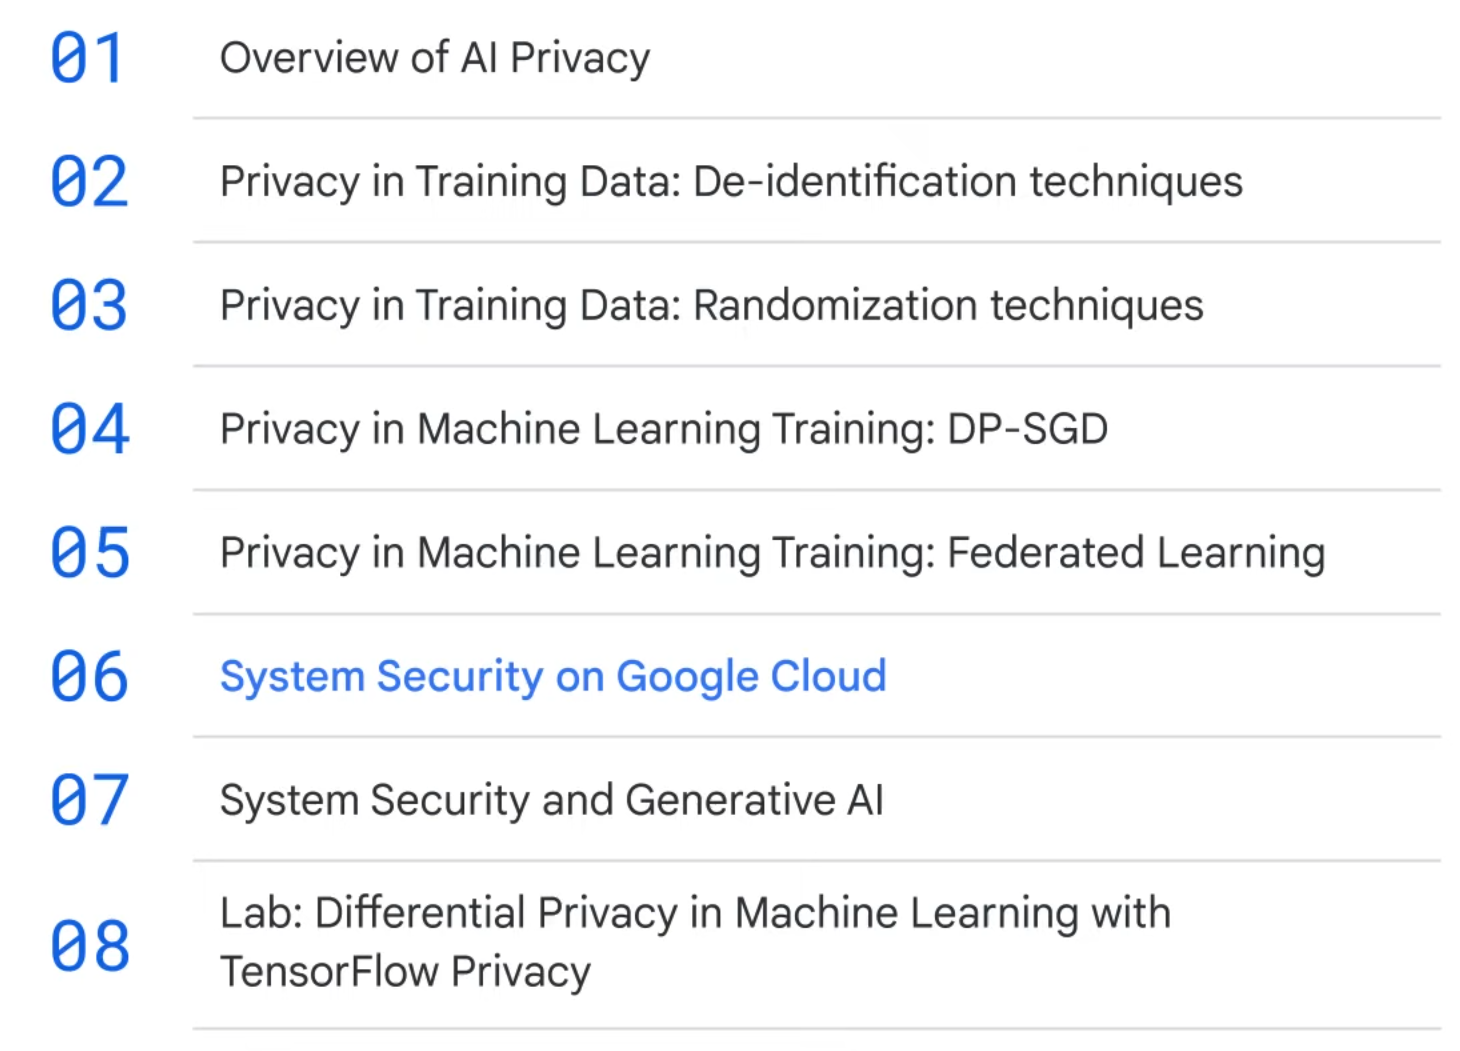 01 Overview of AI Privacy
02 Privacy in Training Data: De-identification techniques
03 Privacy in Training Data: Randomization techniques
04 Privacy in Machine Learning Training: DP-SGD
05 Privacy in Machine Learning Training: Federated Learning
06 System Security on Google Cloud
07 System Security and Generative AI
08 Lab: Differential Privacy in Machine Learning with
TensorFlow Privacy